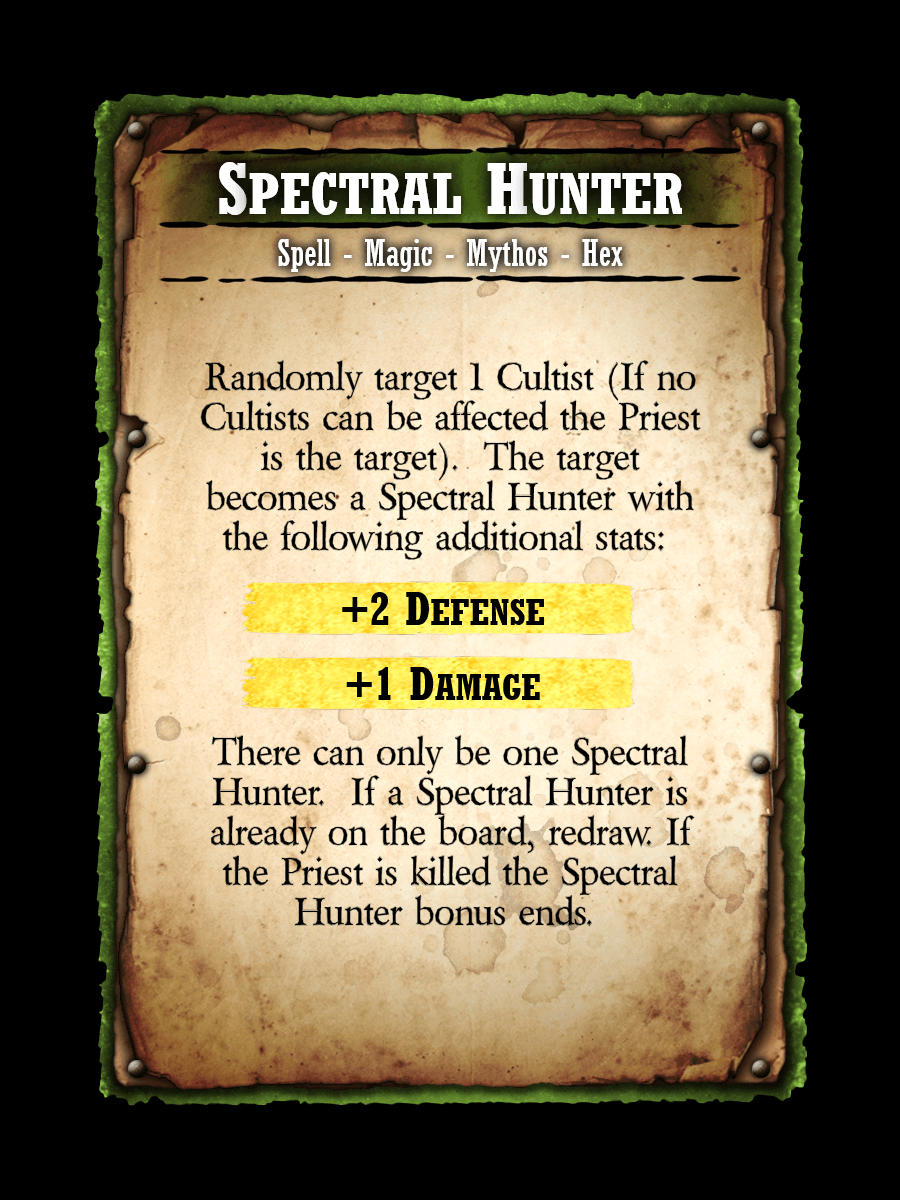 Spectral Hunter
Spell - Magic - Mythos - Hex
Randomly target 1 Cultist (If no
Cultists can be affected the Priest
is the target).  The target
becomes a Spectral Hunter with
the following additional stats:
+2 Defense
+1 Damage
There can only be one Spectral
Hunter.  If a Spectral Hunter is
already on the board, redraw. If
the Priest is killed the Spectral
Hunter bonus ends.